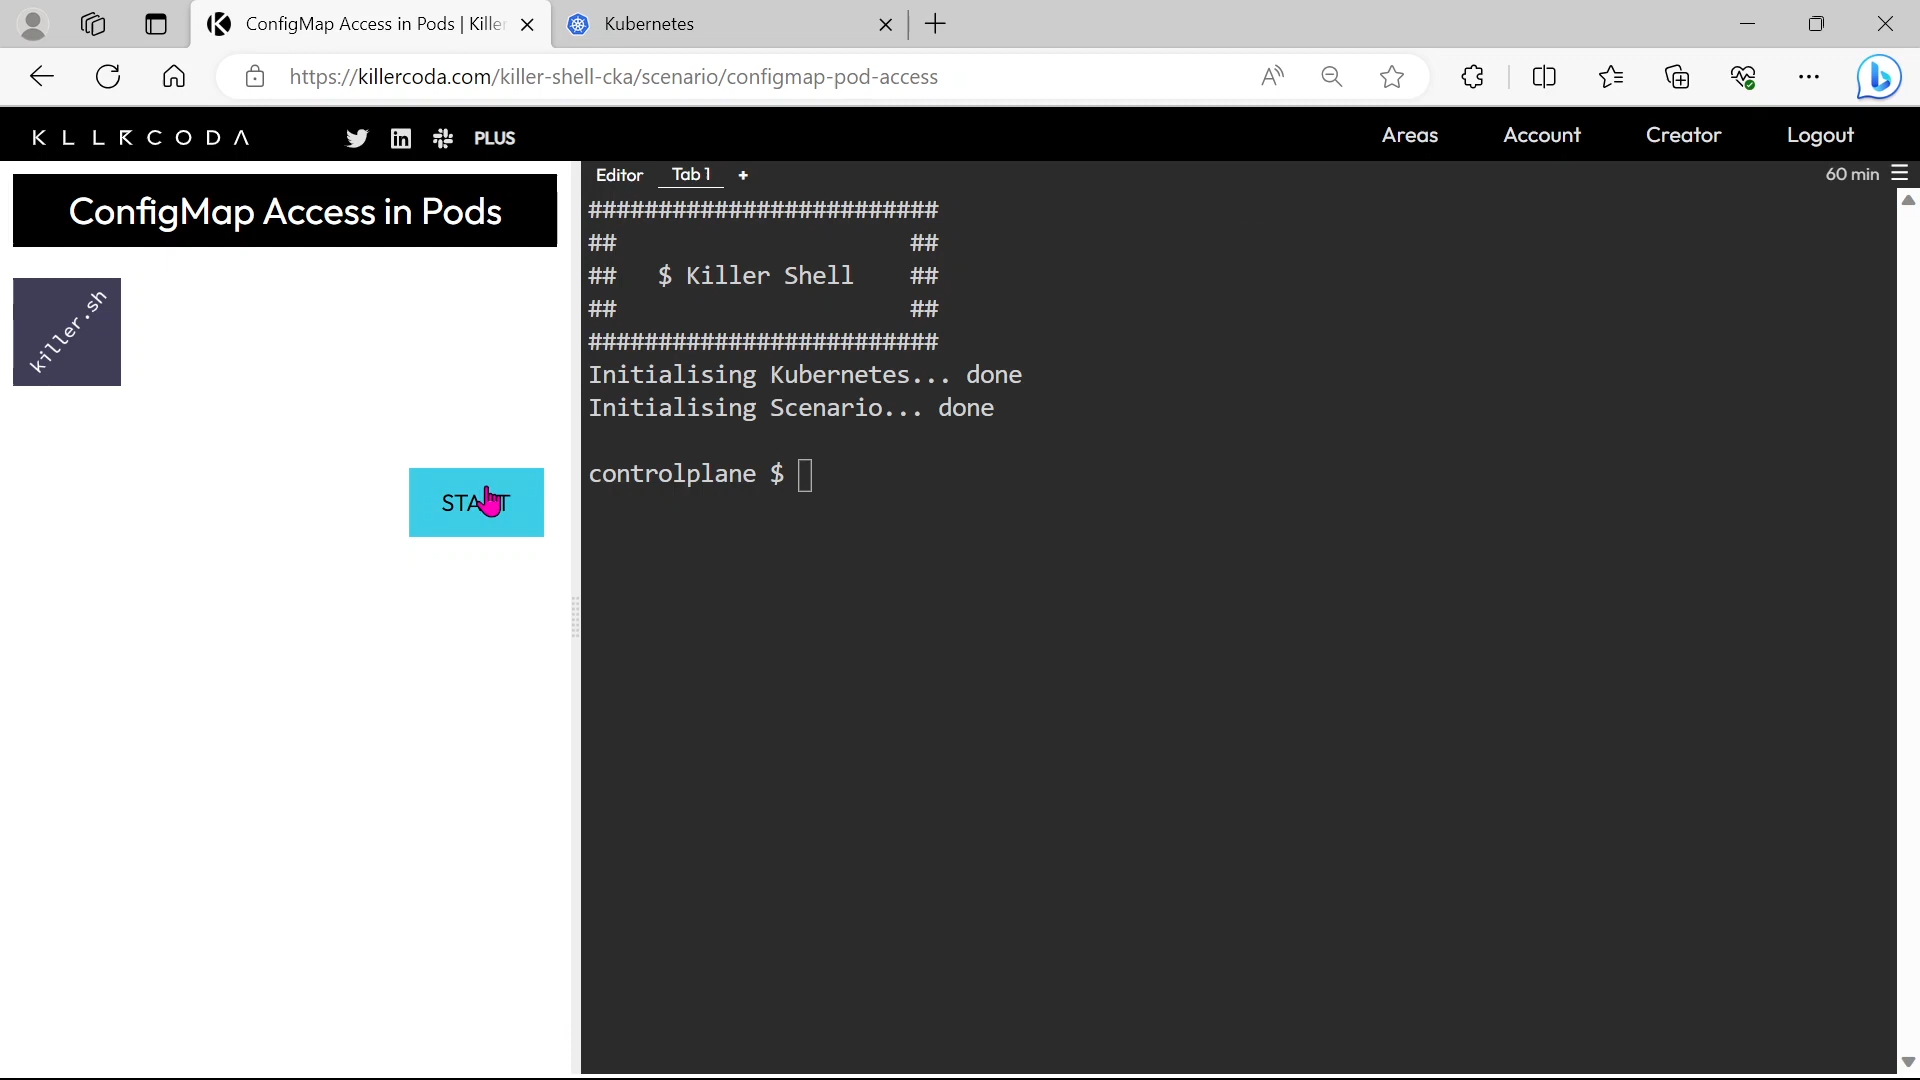 ConfigMap Access in Pods | Killer
Kubernetes
https://killercoda.com/killer-shell-cka/scenario/configmap-pod-access
KLLRCODA
PLUS
Areas
Account
Creator
Logout
ConfigMap Access in Pods
killer.sh
START
Editor
Tab 1
+
60 min
#########################
## ##
## $ Killer Shell ##
## ##
#########################
Initialising Kubernetes... done
Initialising Scenario... done
controlplane $